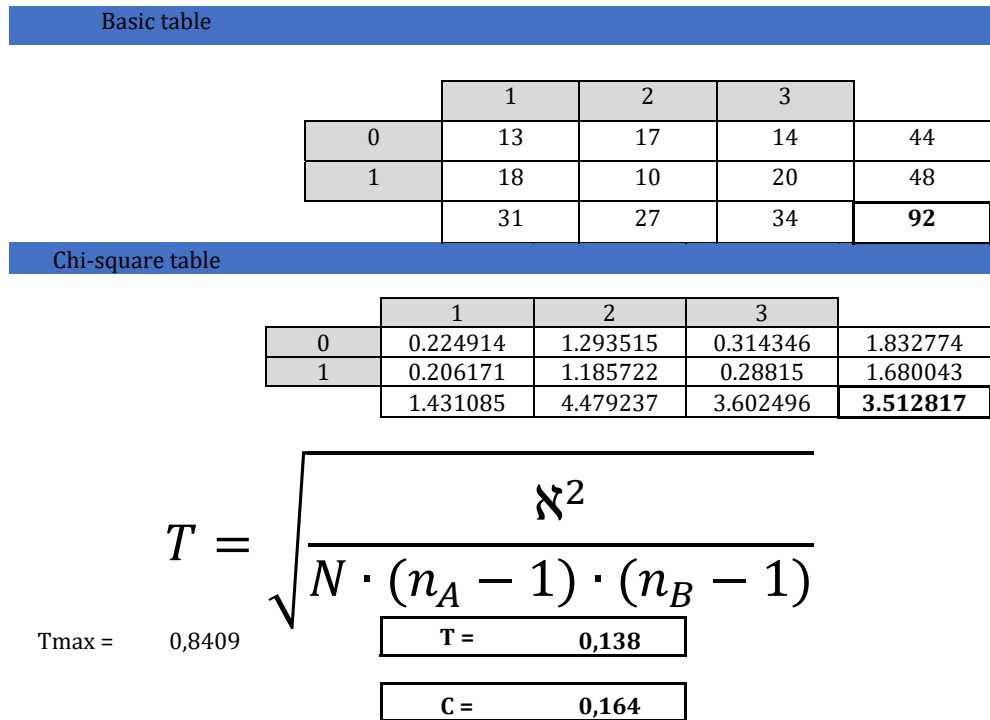 Basic table
1 2 3
0 13 17 14 44
1 18 10 20 48
31 27 34 92
Chi-square table
1 2 3
0 0.224914 1.293515 0.314346 1.832774
1 0.206171 1.185722 0.28815 1.680043
1.431085 4.479237 3.602496 3.512817
T = √(ℵ² / (N · (n_A − 1) · (n_B − 1)))
Tmax = 0,8409 T = 0,138
C = 0,164